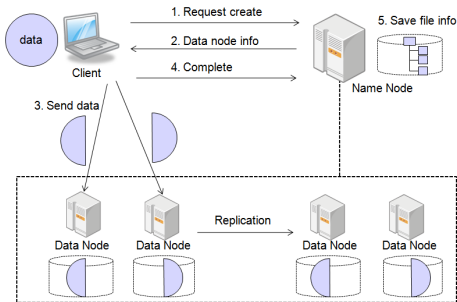 1. Request create
5. Save file info
data
2. Data node info
Client
4. Complete
Name Node
3. Send data
Replication
Data Node
Data Node
Data Node
Data Node